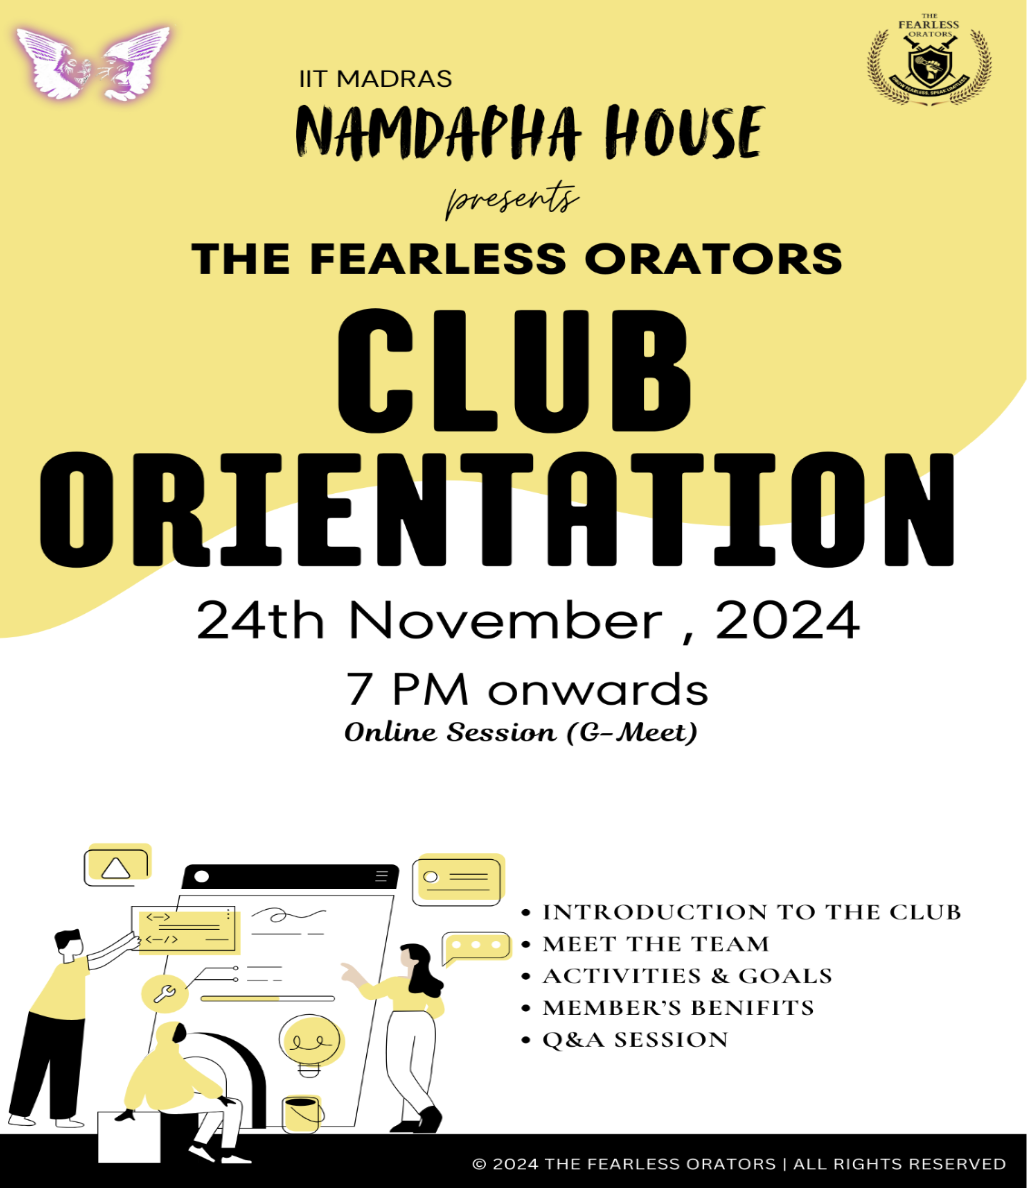 THE
FEARLESS
ORATORS
IIT MADRAS
NAMDAPHA HOUSE
presents
THE FEARLESS ORATORS
CLUB
ORIENTATION
24th November , 2024
7 PM onwards
Online Session (G-Meet)
• INTRODUCTION TO THE CLUB
• MEET THE TEAM
• ACTIVITIES & GOALS
• MEMBER'S BENIFITS
• Q&A SESSION
© 2024 THE FEARLESS ORATORS | ALL RIGHTS RESERVED